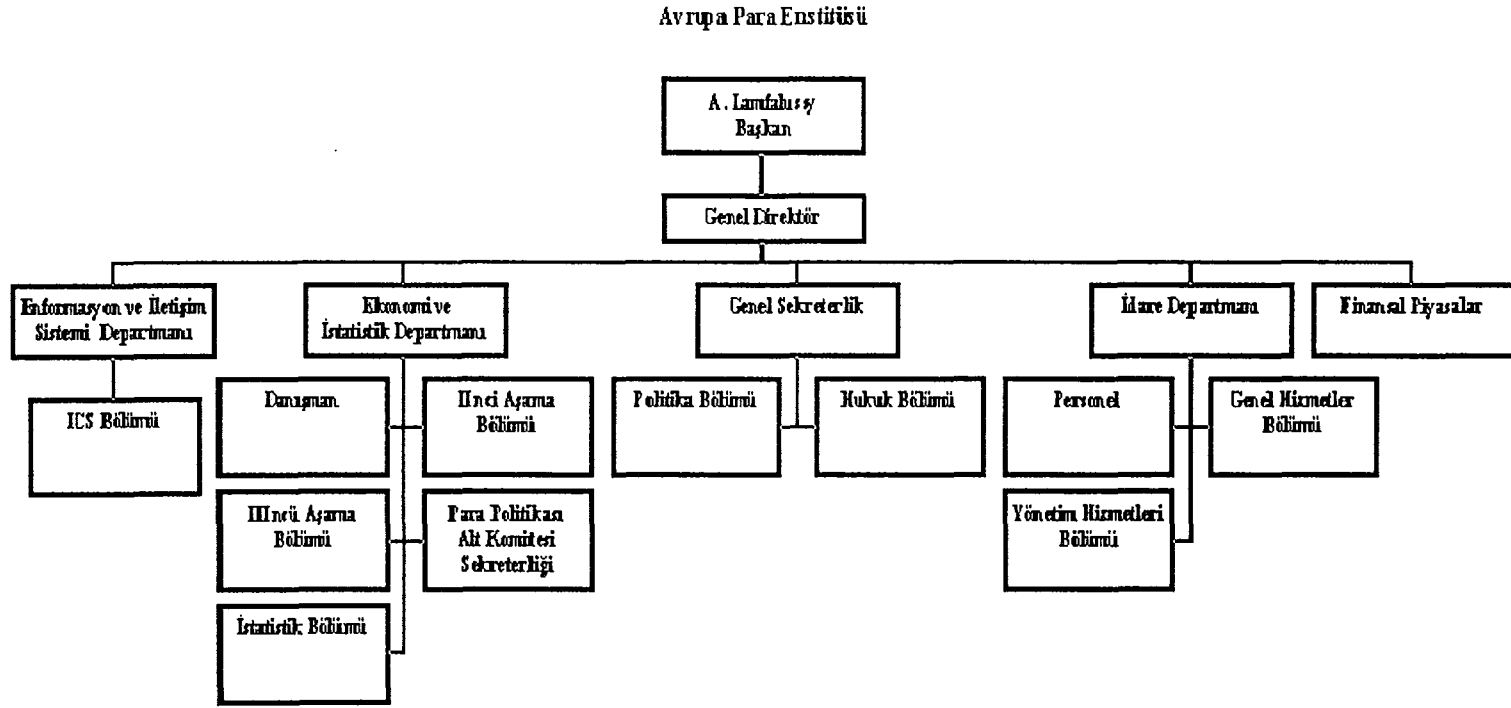 Avrupa Para Enstitüsü
A. Lamfalussy
Başkan
Genel Direktör
Enformasyon ve İletişim
Sistemi Departmanı
Ekonomi ve
İstatistik Departmanı
Genel Sekreterlik
İdare Departmanı
Finansal Piyasalar
ICS Bölümü
Danışman
IInci Aşama
Bölümü
Politika Bölümü
Hukuk Bölümü
Personel
Genel Hizmetler
Bölümü
IIIncü Aşama
Bölümü
Para Politikası
Alt Komitesi
Sekreterliği
Yönetim Hizmetleri
Bölümü
İstatistik Bölümü